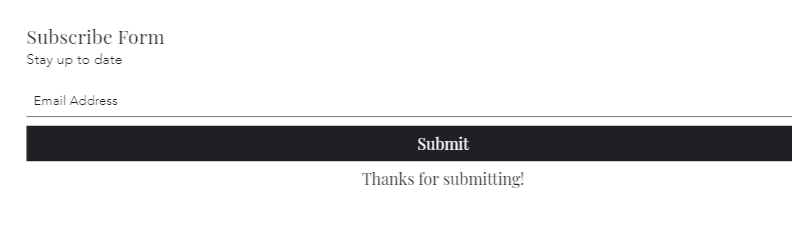 Subscribe Form
Stay up to date
Email Address
Submit
Thanks for submitting!